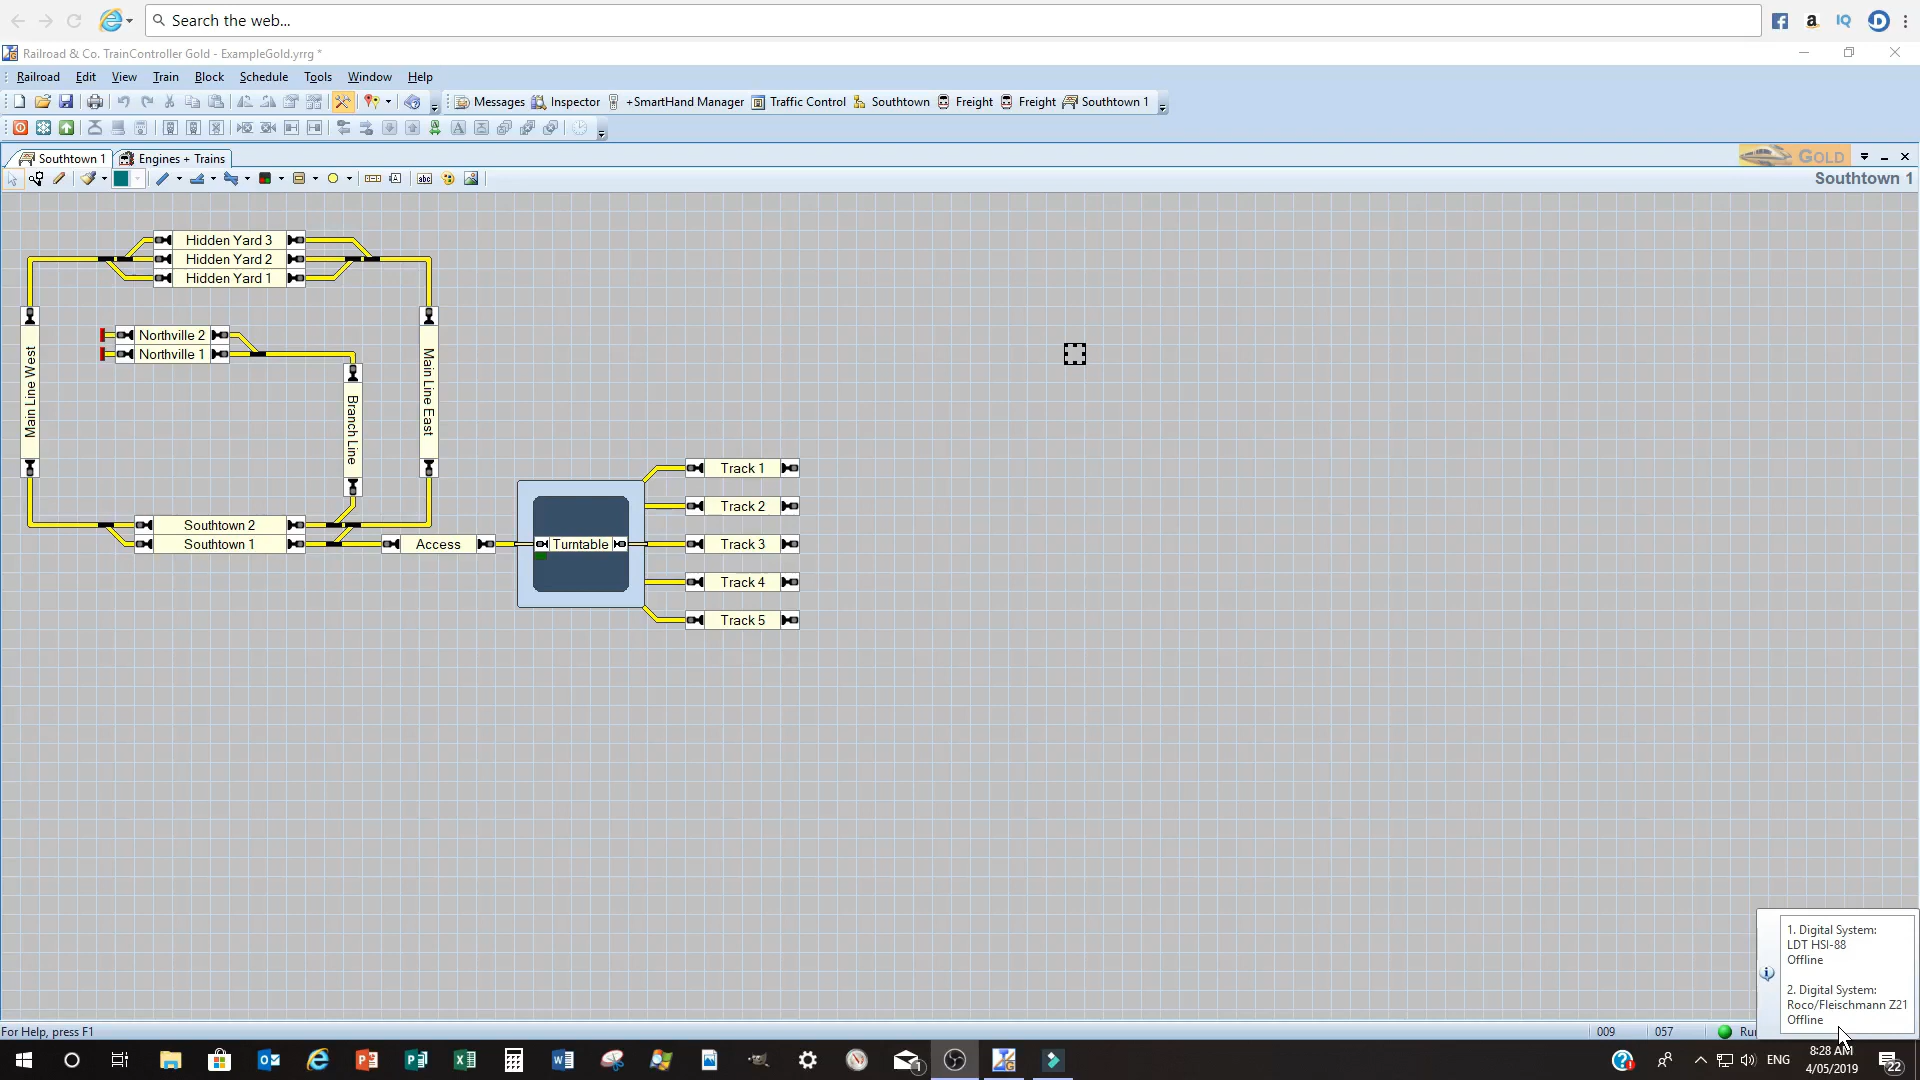 Search the web...
Railroad & Co. TrainController Gold - ExampleGold.yrrg *
Railroad Edit View Train Block Schedule Tools Window Help
Messages Inspector +SmartHand Manager Traffic Control Southtown Freight Freight Southtown 1
Southtown 1 Engines + Trains
GOLD
Southtown 1
Hidden Yard 3
Hidden Yard 2
Hidden Yard 1
Northville 2
Northville 1
Main Line West
Branch Line
Main Line East
Track 1
Track 2
Southtown 2
Southtown 1
Access
Turntable
Track 3
Track 4
Track 5
1. Digital System:
LDT HSI-88
Offline
2. Digital System:
Roco/Fleischmann Z21
Offline
For Help, press F1
009 057
ENG
8:28 AM
4/05/2019
22